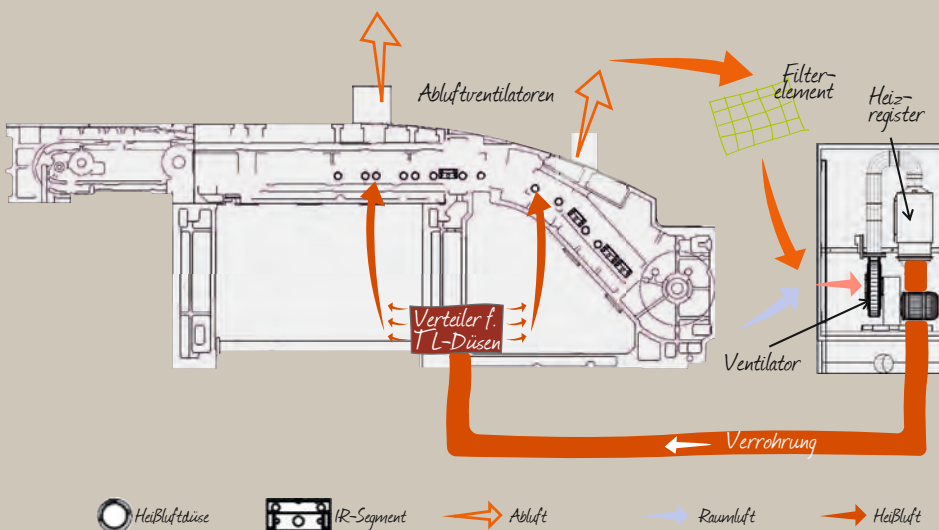 Abluftventilatoren
Filter-
element
Heiz-
register
Verteiler f.
TL-Düsen
Ventilator
Verrohrung
Heißluftdüse
IR-Segment
Abluft
Raumluft
Heißluft